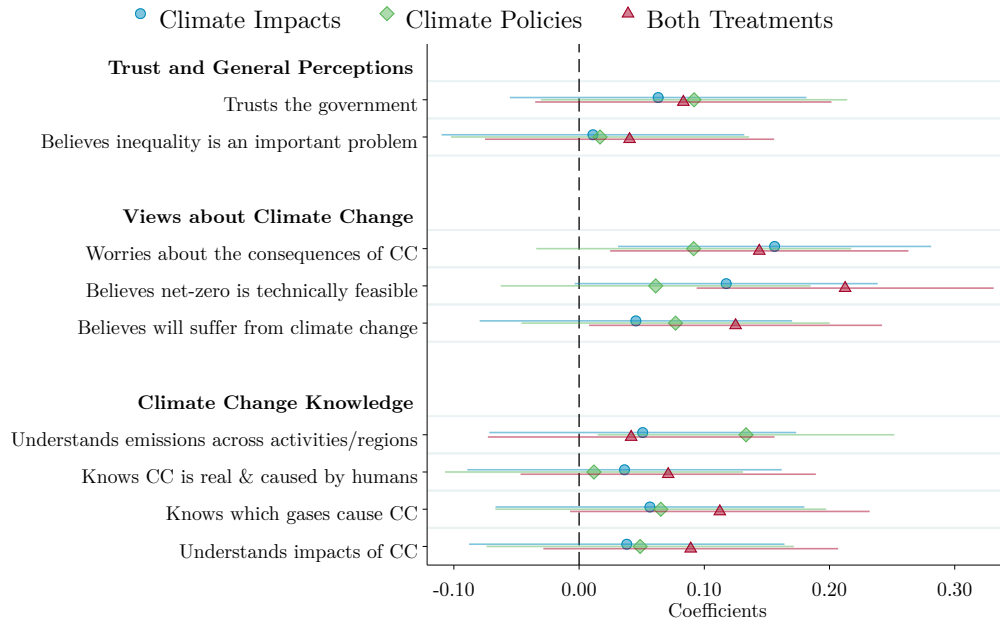 Climate Impacts Climate Policies Both Treatments
Trust and General Perceptions
Trusts the government
Believes inequality is an important problem
Views about Climate Change
Worries about the consequences of CC
Believes net-zero is technically feasible
Believes will suffer from climate change
Climate Change Knowledge
Understands emissions across activities/regions
Knows CC is real & caused by humans
Knows which gases cause CC
Understands impacts of CC
-0.10 0.00 0.10 0.20 0.30
Coefficients